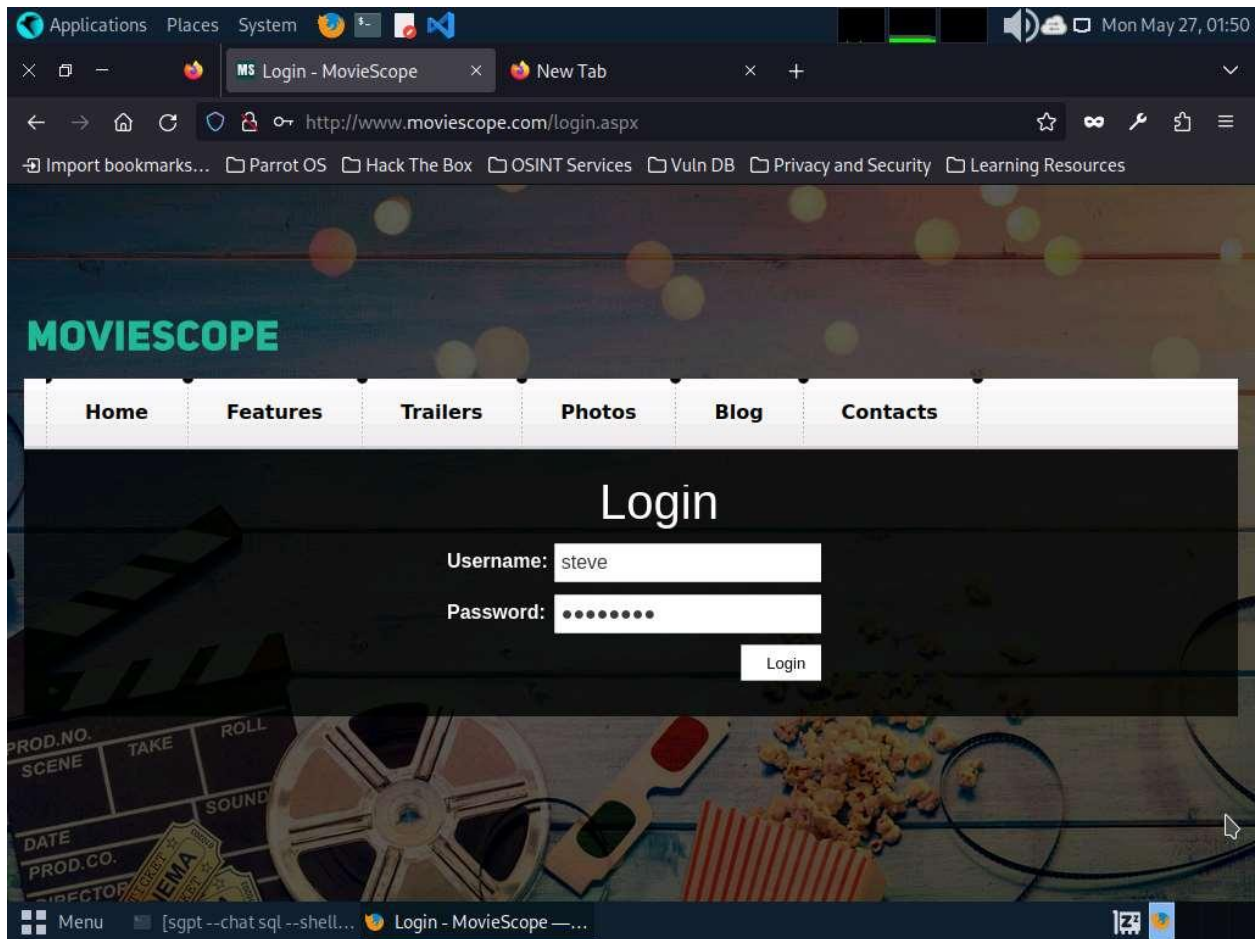 Applications Places System Mon May 27, 01:50
MS Login - MovieScope New Tab
http://www.moviescope.com/login.aspx
Import bookmarks... Parrot OS Hack The Box OSINT Services Vuln DB Privacy and Security Learning Resources
MOVIESCOPE
Home Features Trailers Photos Blog Contacts
Login
Username: steve
Password: ●●●●●●●●
Login
PROD.NO.
SCENE TAKE ROLL
SOUND
DATE
PROD.CO.
DIRECTOR
TICKET
Menu [sgpt --chat sql --shell... Login - MovieScope —...